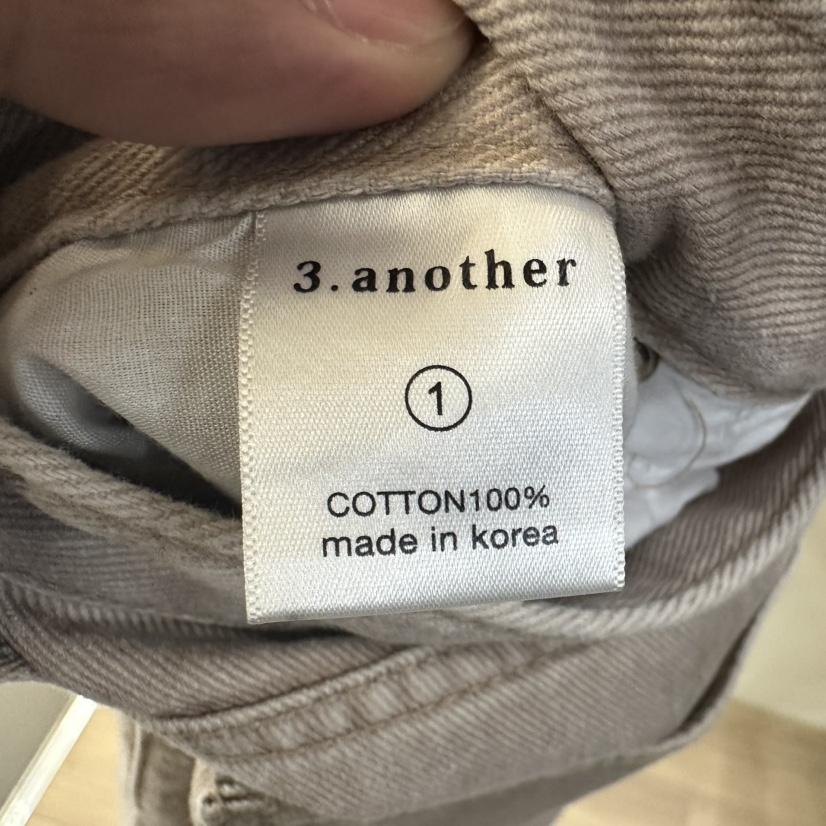 3.another
①
COTTON100%
made in korea